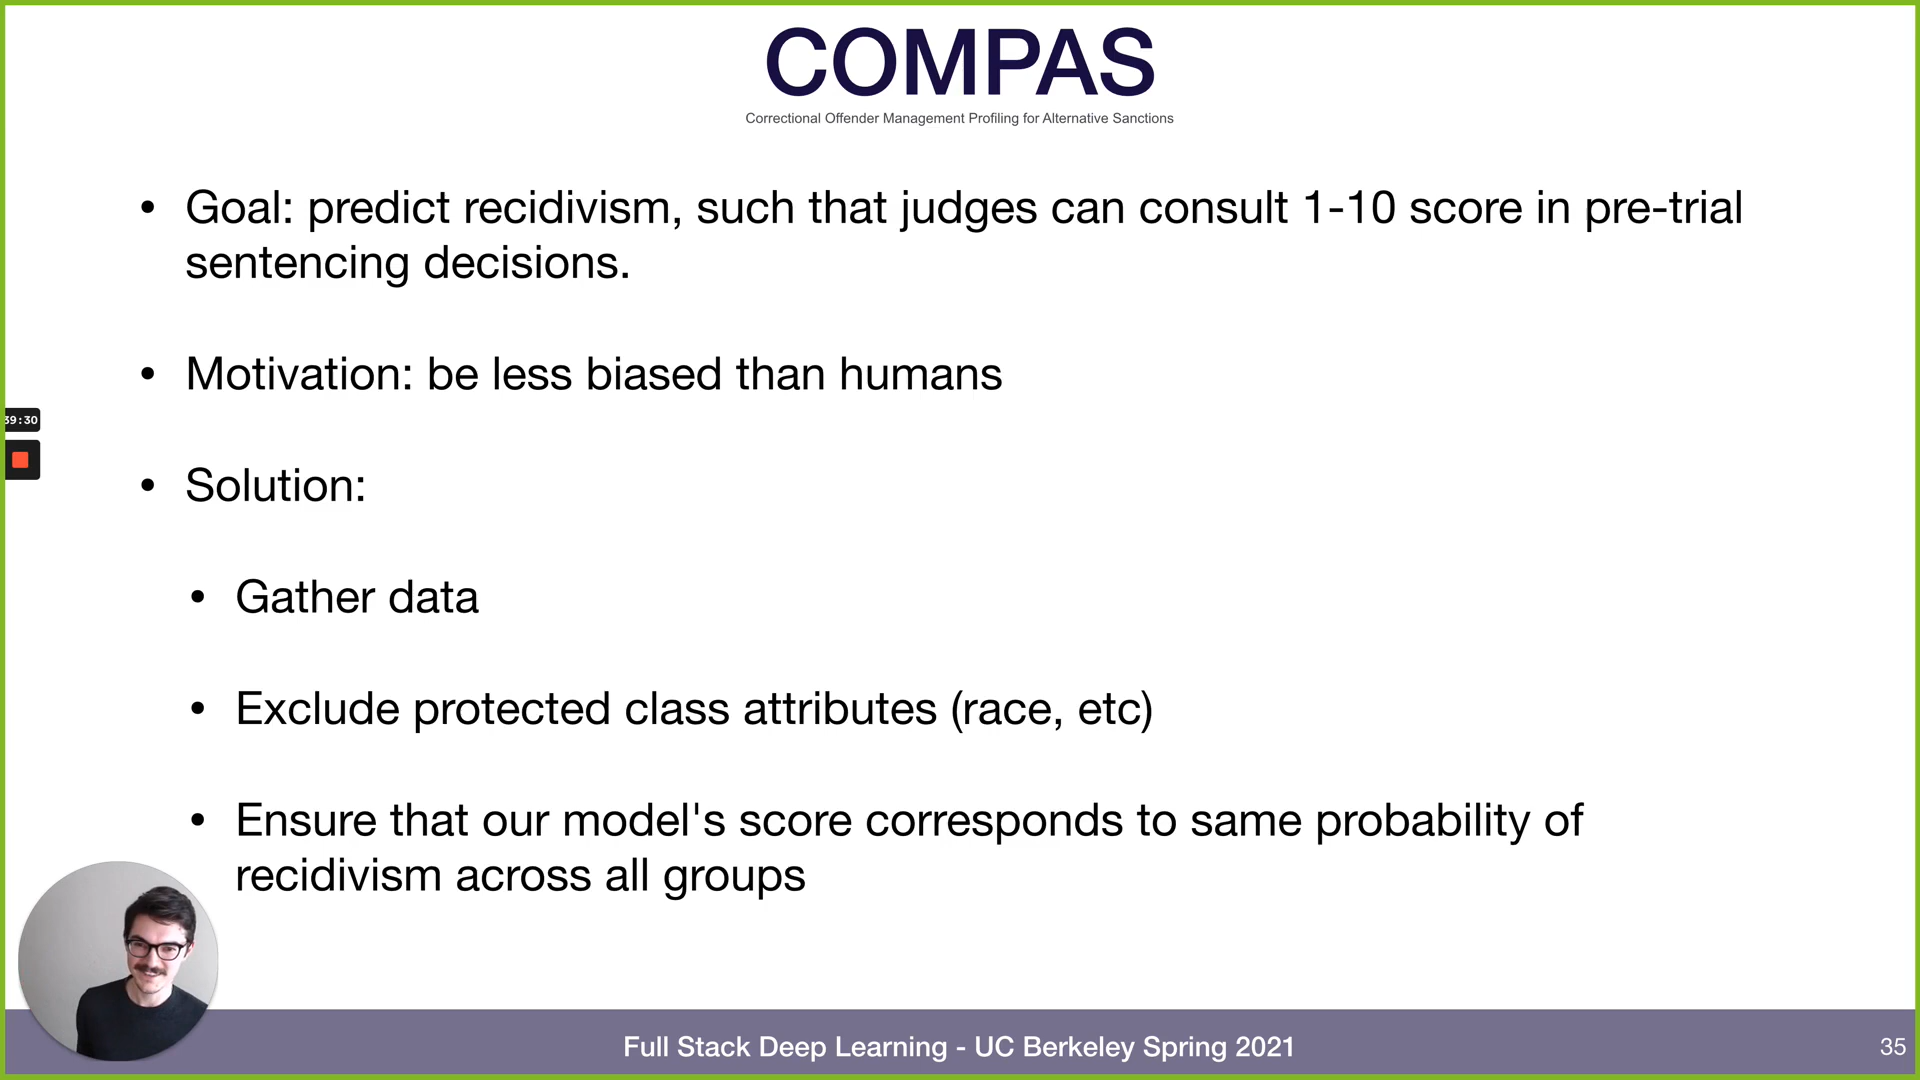 COMPAS
Correctional Offender Management Profiling for Alternative Sanctions
• Goal: predict recidivism, such that judges can consult 1-10 score in pre-trial
sentencing decisions.
• Motivation: be less biased than humans
39:30
• Solution:
• Gather data
• Exclude protected class attributes (race, etc)
• Ensure that our model's score corresponds to same probability of
recidivism across all groups
Full Stack Deep Learning - UC Berkeley Spring 2021
35